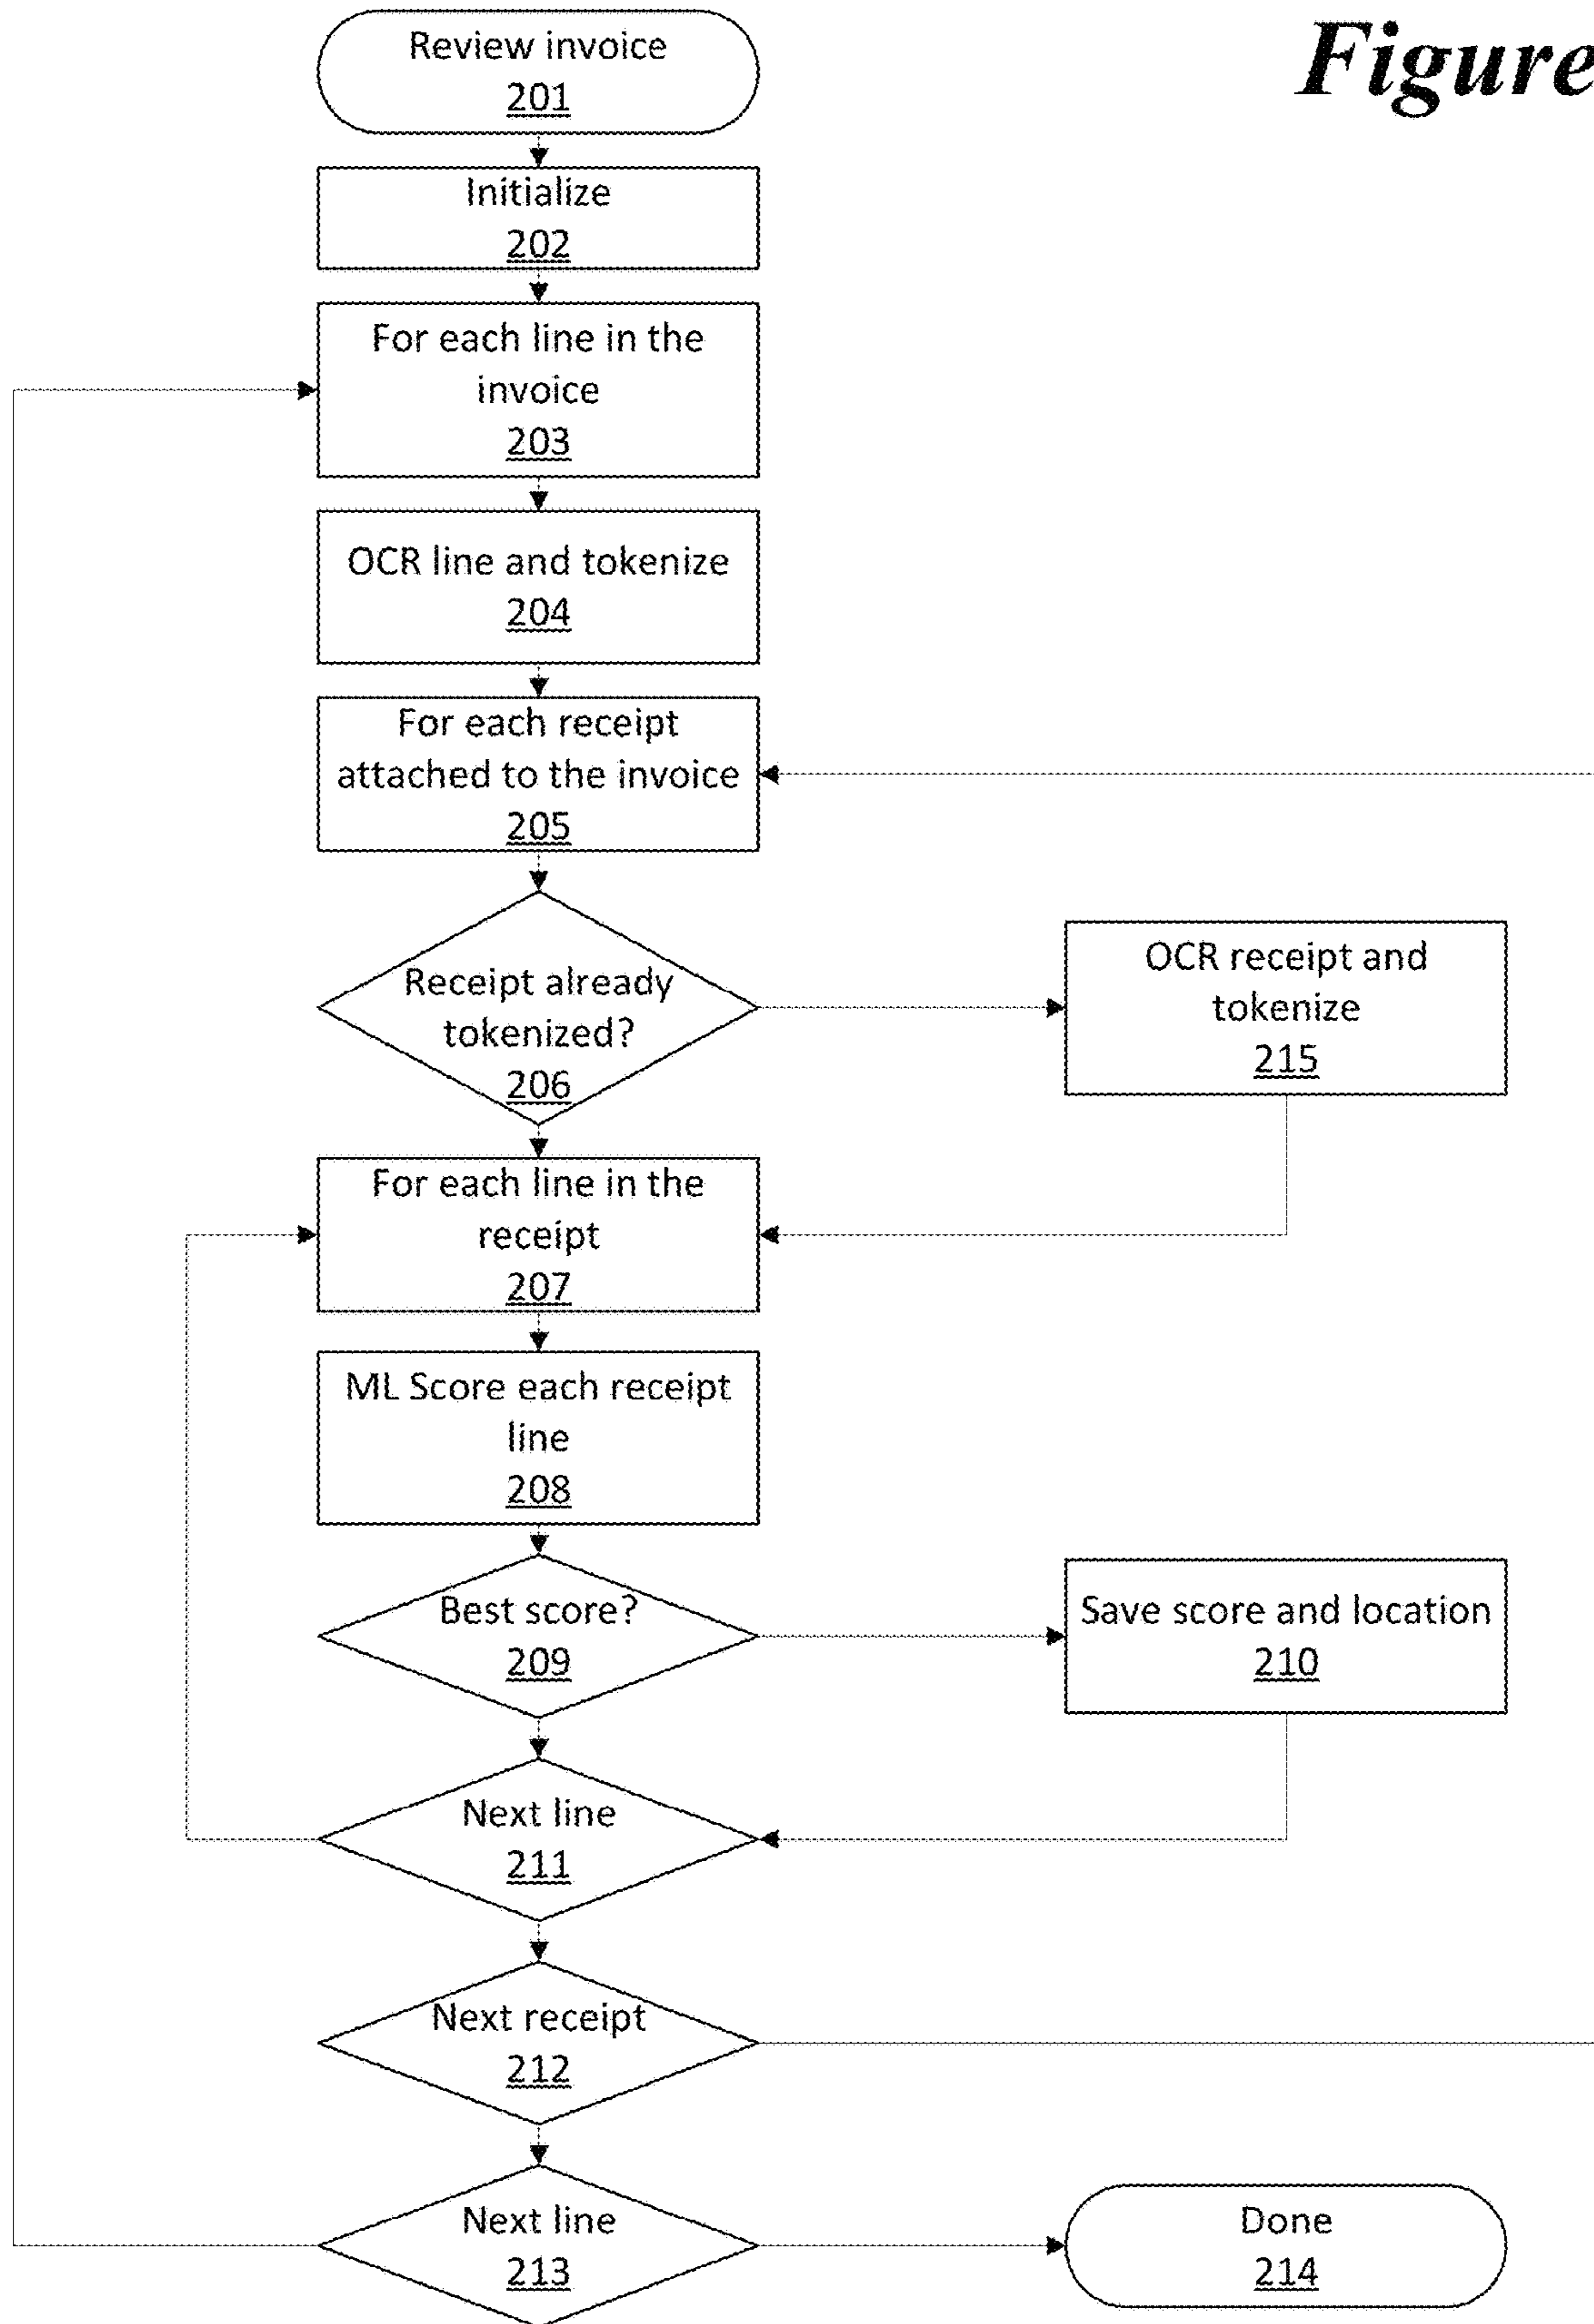 Figure
Review invoice
201
Initialize
202
For each line in the
invoice
203
OCR line and tokenize
204
For each receipt
attached to the invoice
205
Receipt already
tokenized?
206
OCR receipt and
tokenize
215
For each line in the
receipt
207
ML Score each receipt
line
208
Best score?
209
Save score and location
210
Next line
211
Next receipt
212
Next line
213
Done
214